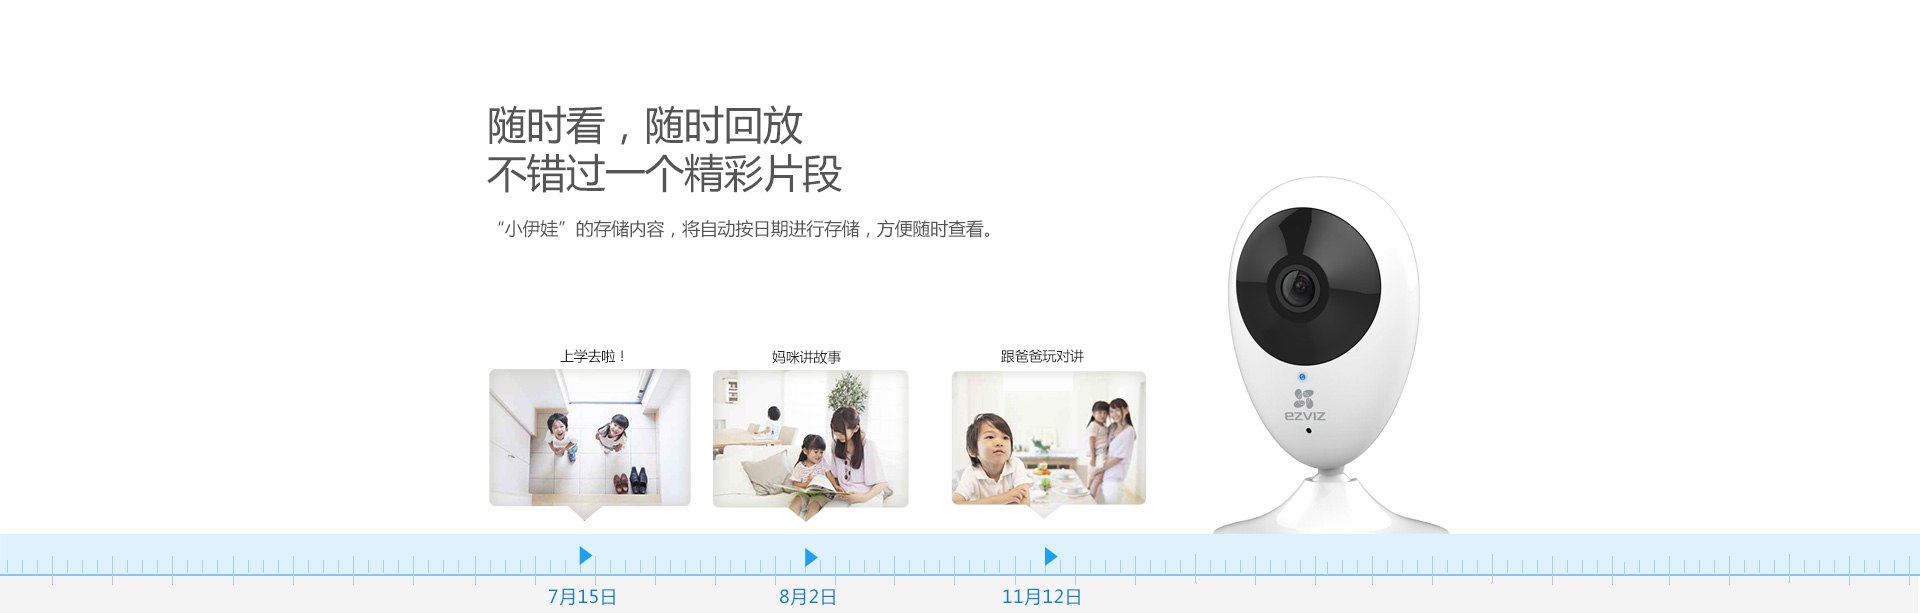 随时看，随时回放
不错过一个精彩片段
“小伊娃”的存储内容，将自动按日期进行存储，方便随时查看。
上学去啦！
妈咪讲故事
跟爸爸玩对讲
ezviz
7月15日
8月2日
11月12日